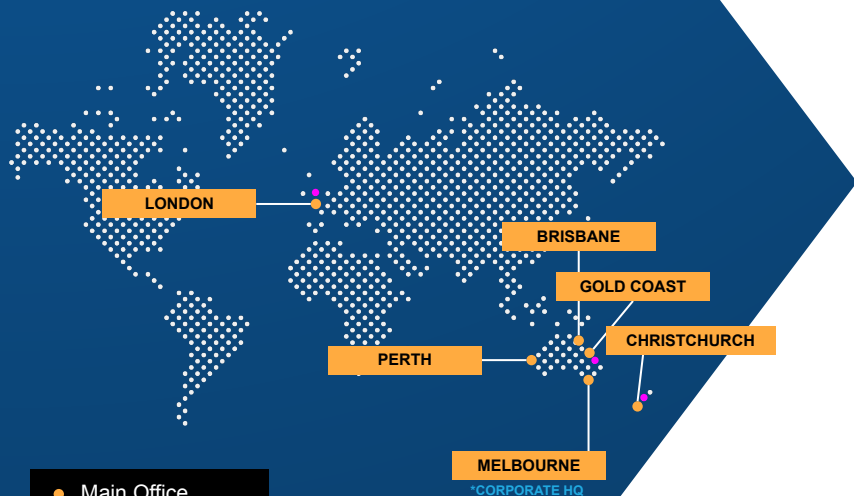 LONDON
BRISBANE
GOLD COAST
CHRISTCHURCH
PERTH
MELBOURNE
*CORPORATE HQ
Main Office